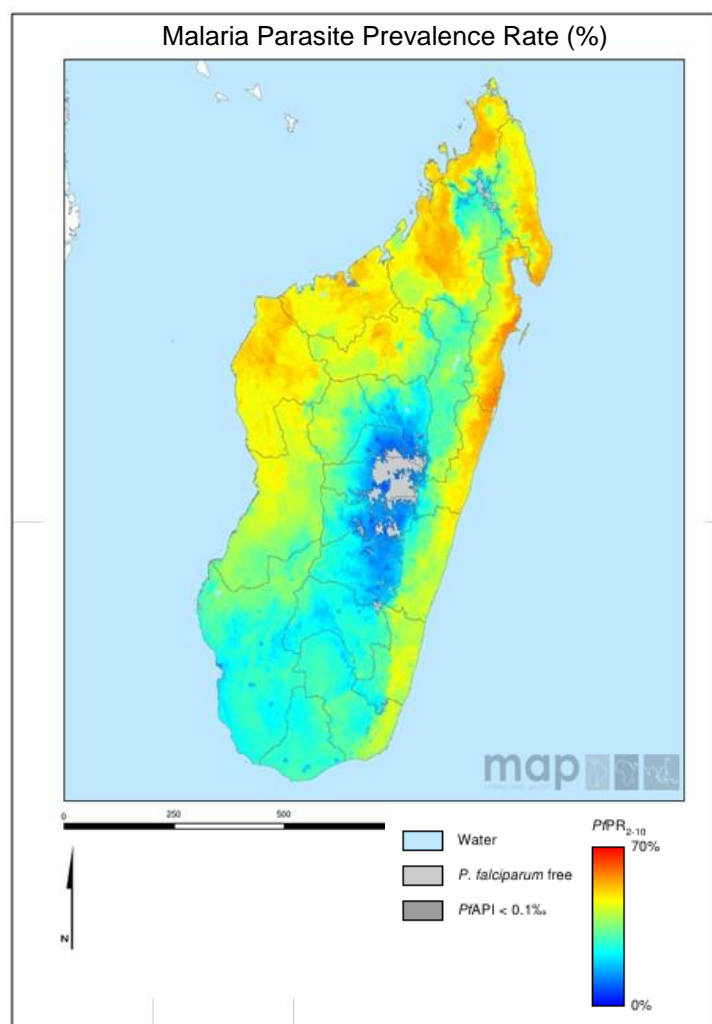 Malaria Parasite Prevalence Rate (%)
map
0 250 500
N
Water
P. falciparum free
PfAPI < 0.1‰
PfPR2-10
70%
0%